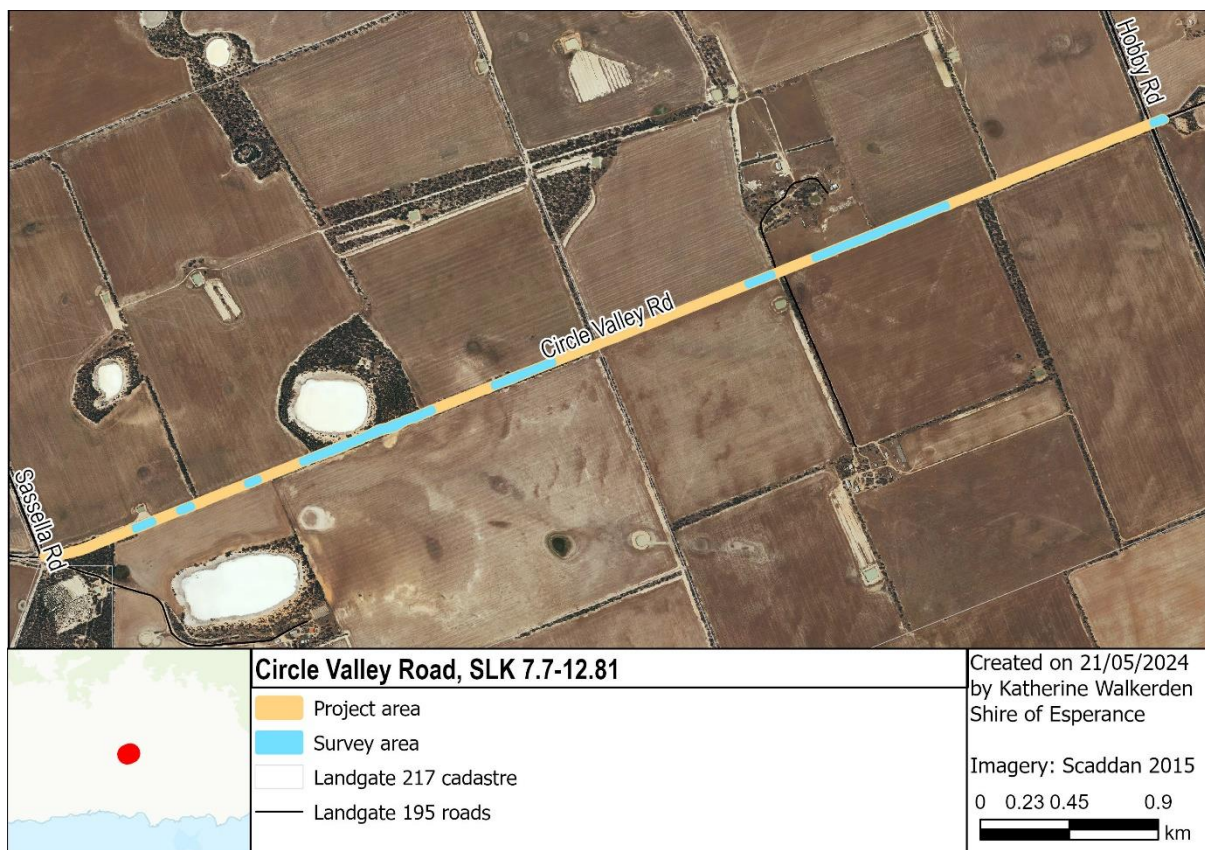 Hobby Rd
Circle Valley Rd
Sassella Rd
Circle Valley Road, SLK 7.7-12.81
Project area
Survey area
Landgate 217 cadastre
Landgate 195 roads
Created on 21/05/2024
by Katherine Walkerden
Shire of Esperance
Imagery: Scaddan 2015
0 0.23 0.45 0.9
km